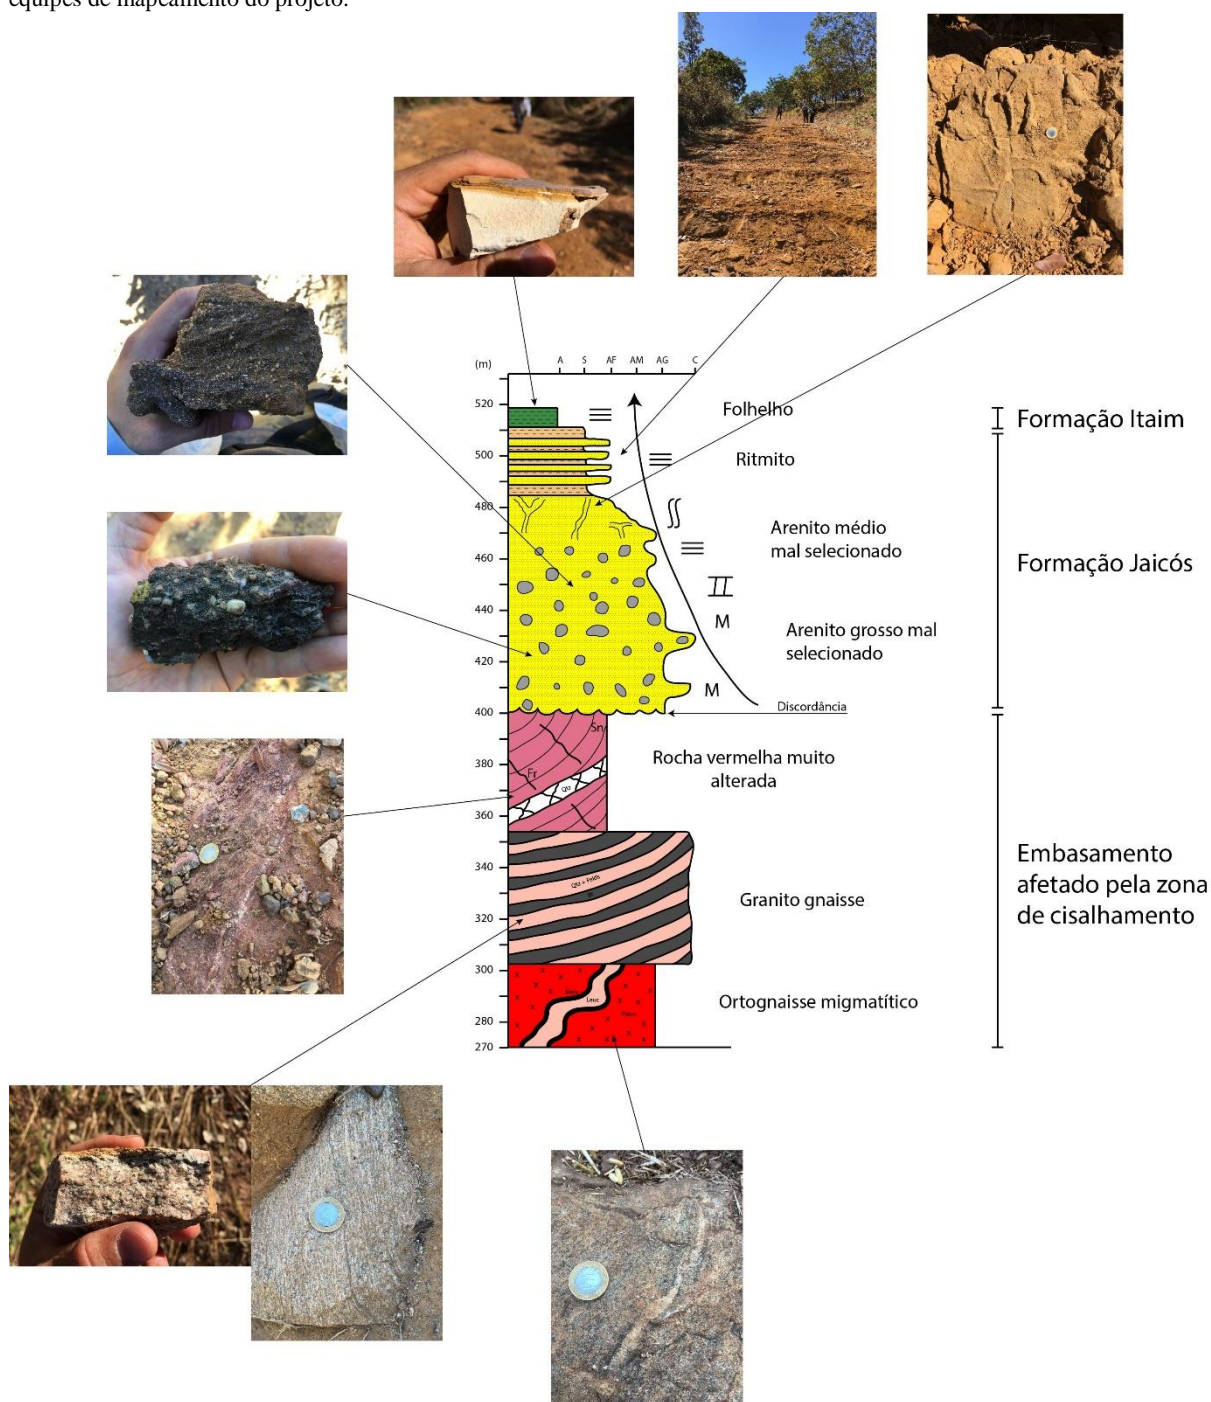 equipes de mapeamento do projeto.
(m)
A S AF AM AG C
520
500
480
460
440
420
400
380
360
340
320
300
280
270
Folhelho
Ritmito
Arenito médio
mal selecionado
M
Arenito grosso mal
selecionado
M
Discordância
Sn
Fr
Qtz
Rocha vermelha muito
alterada
Qtz + Felds
Granito gnaisse
Leuc
Ortognaisse migmatítico
Formação Itaim
Formação Jaicós
Embasamento
afetado pela zona
de cisalhamento